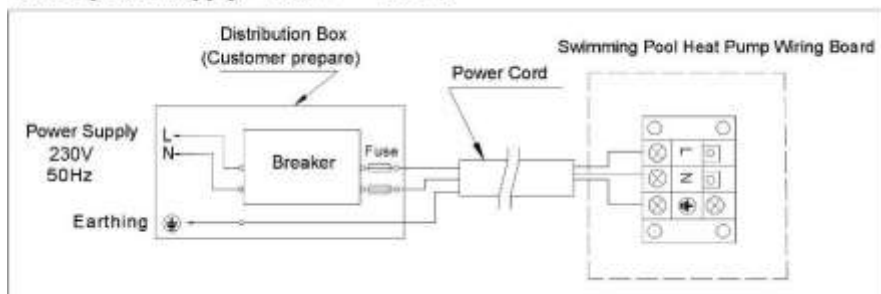 Distribution Box
(Customer prepare)
Swimming Pool Heat Pump Wiring Board
Power Cord
Power Supply
230V
50Hz
L
N
Breaker
Fuse
Earthing
L
N